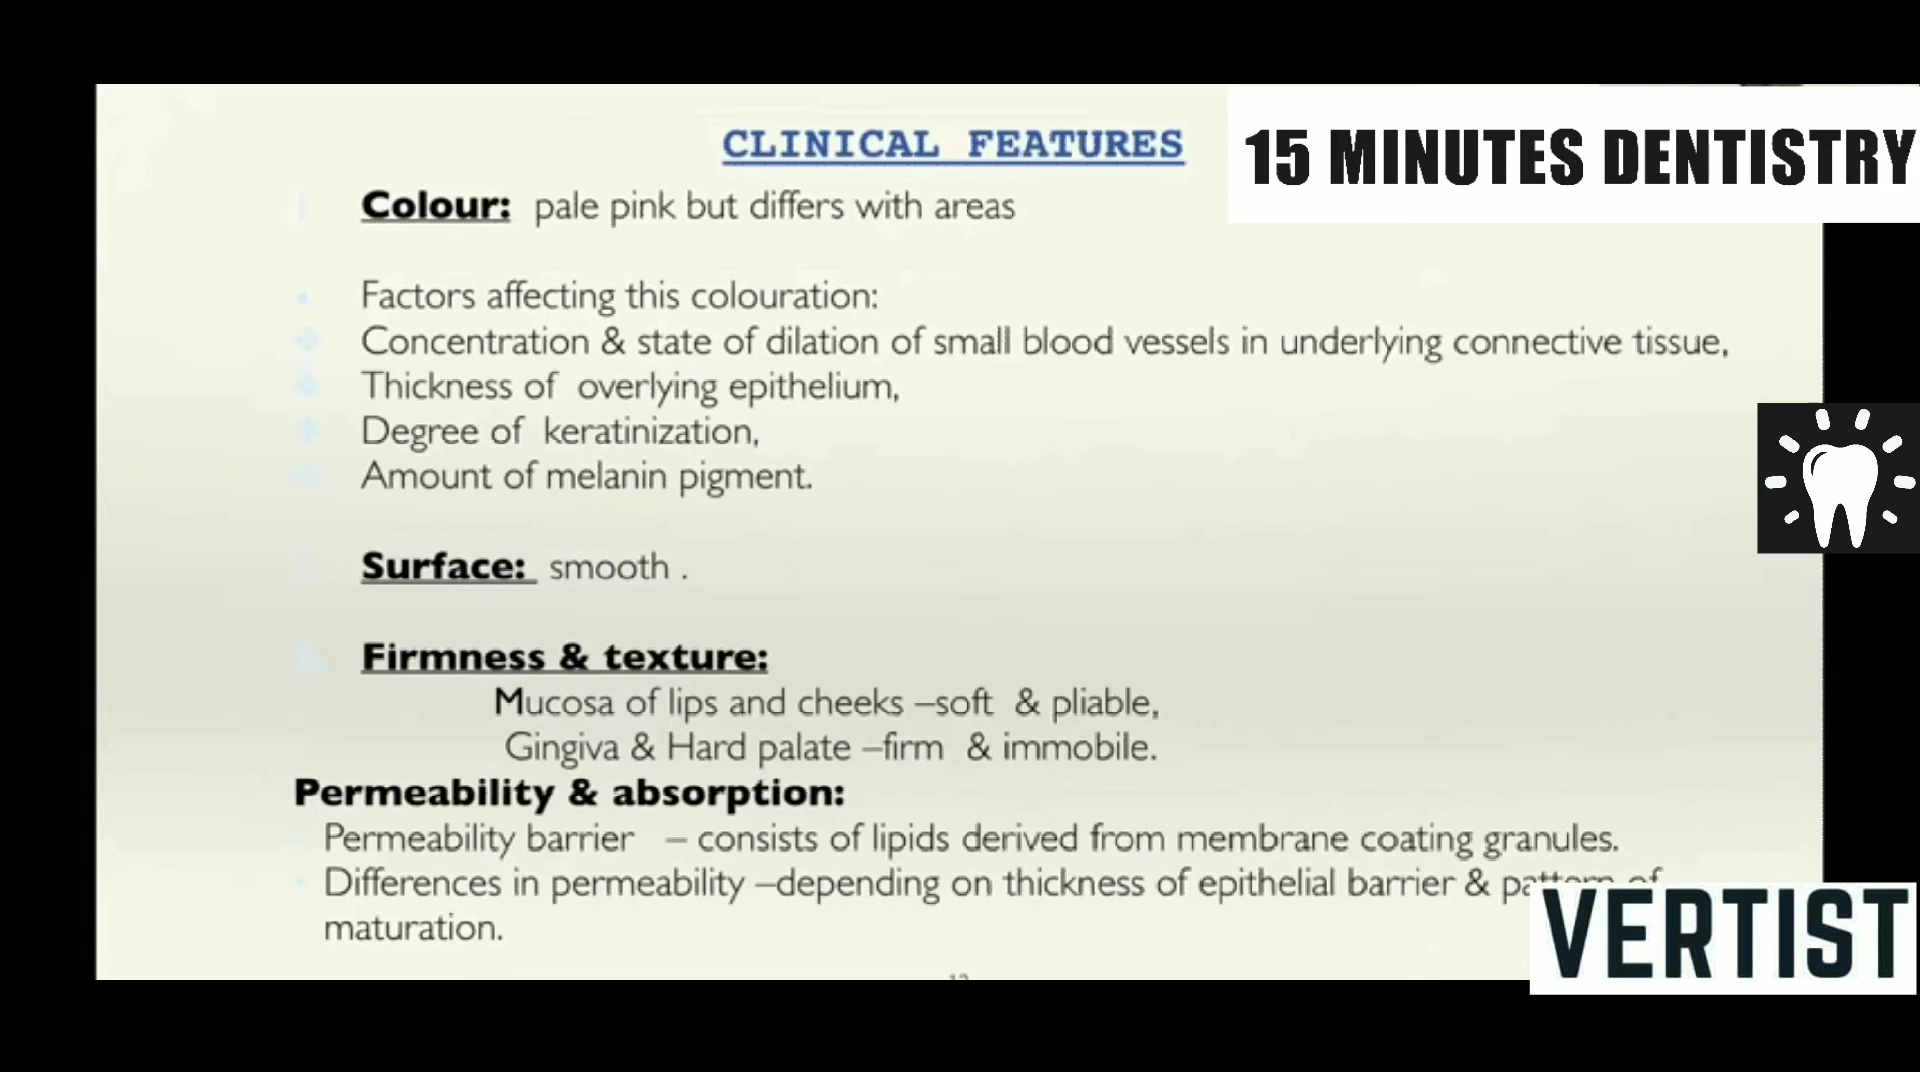 CLINICAL FEATURES
15 MINUTES DENTISTRY
Colour: pale pink but differs with areas
Factors affecting this colouration:
Concentration & state of dilation of small blood vessels in underlying connective tissue,
Thickness of overlying epithelium,
Degree of keratinization,
Amount of melanin pigment.
Surface: smooth .
Firmness & texture:
Mucosa of lips and cheeks –soft & pliable,
Gingiva & Hard palate –firm & immobile.
Permeability & absorption:
Permeability barrier – consists of lipids derived from membrane coating granules.
Differences in permeability –depending on thickness of epithelial barrier & pattern of
maturation.
VERTIST